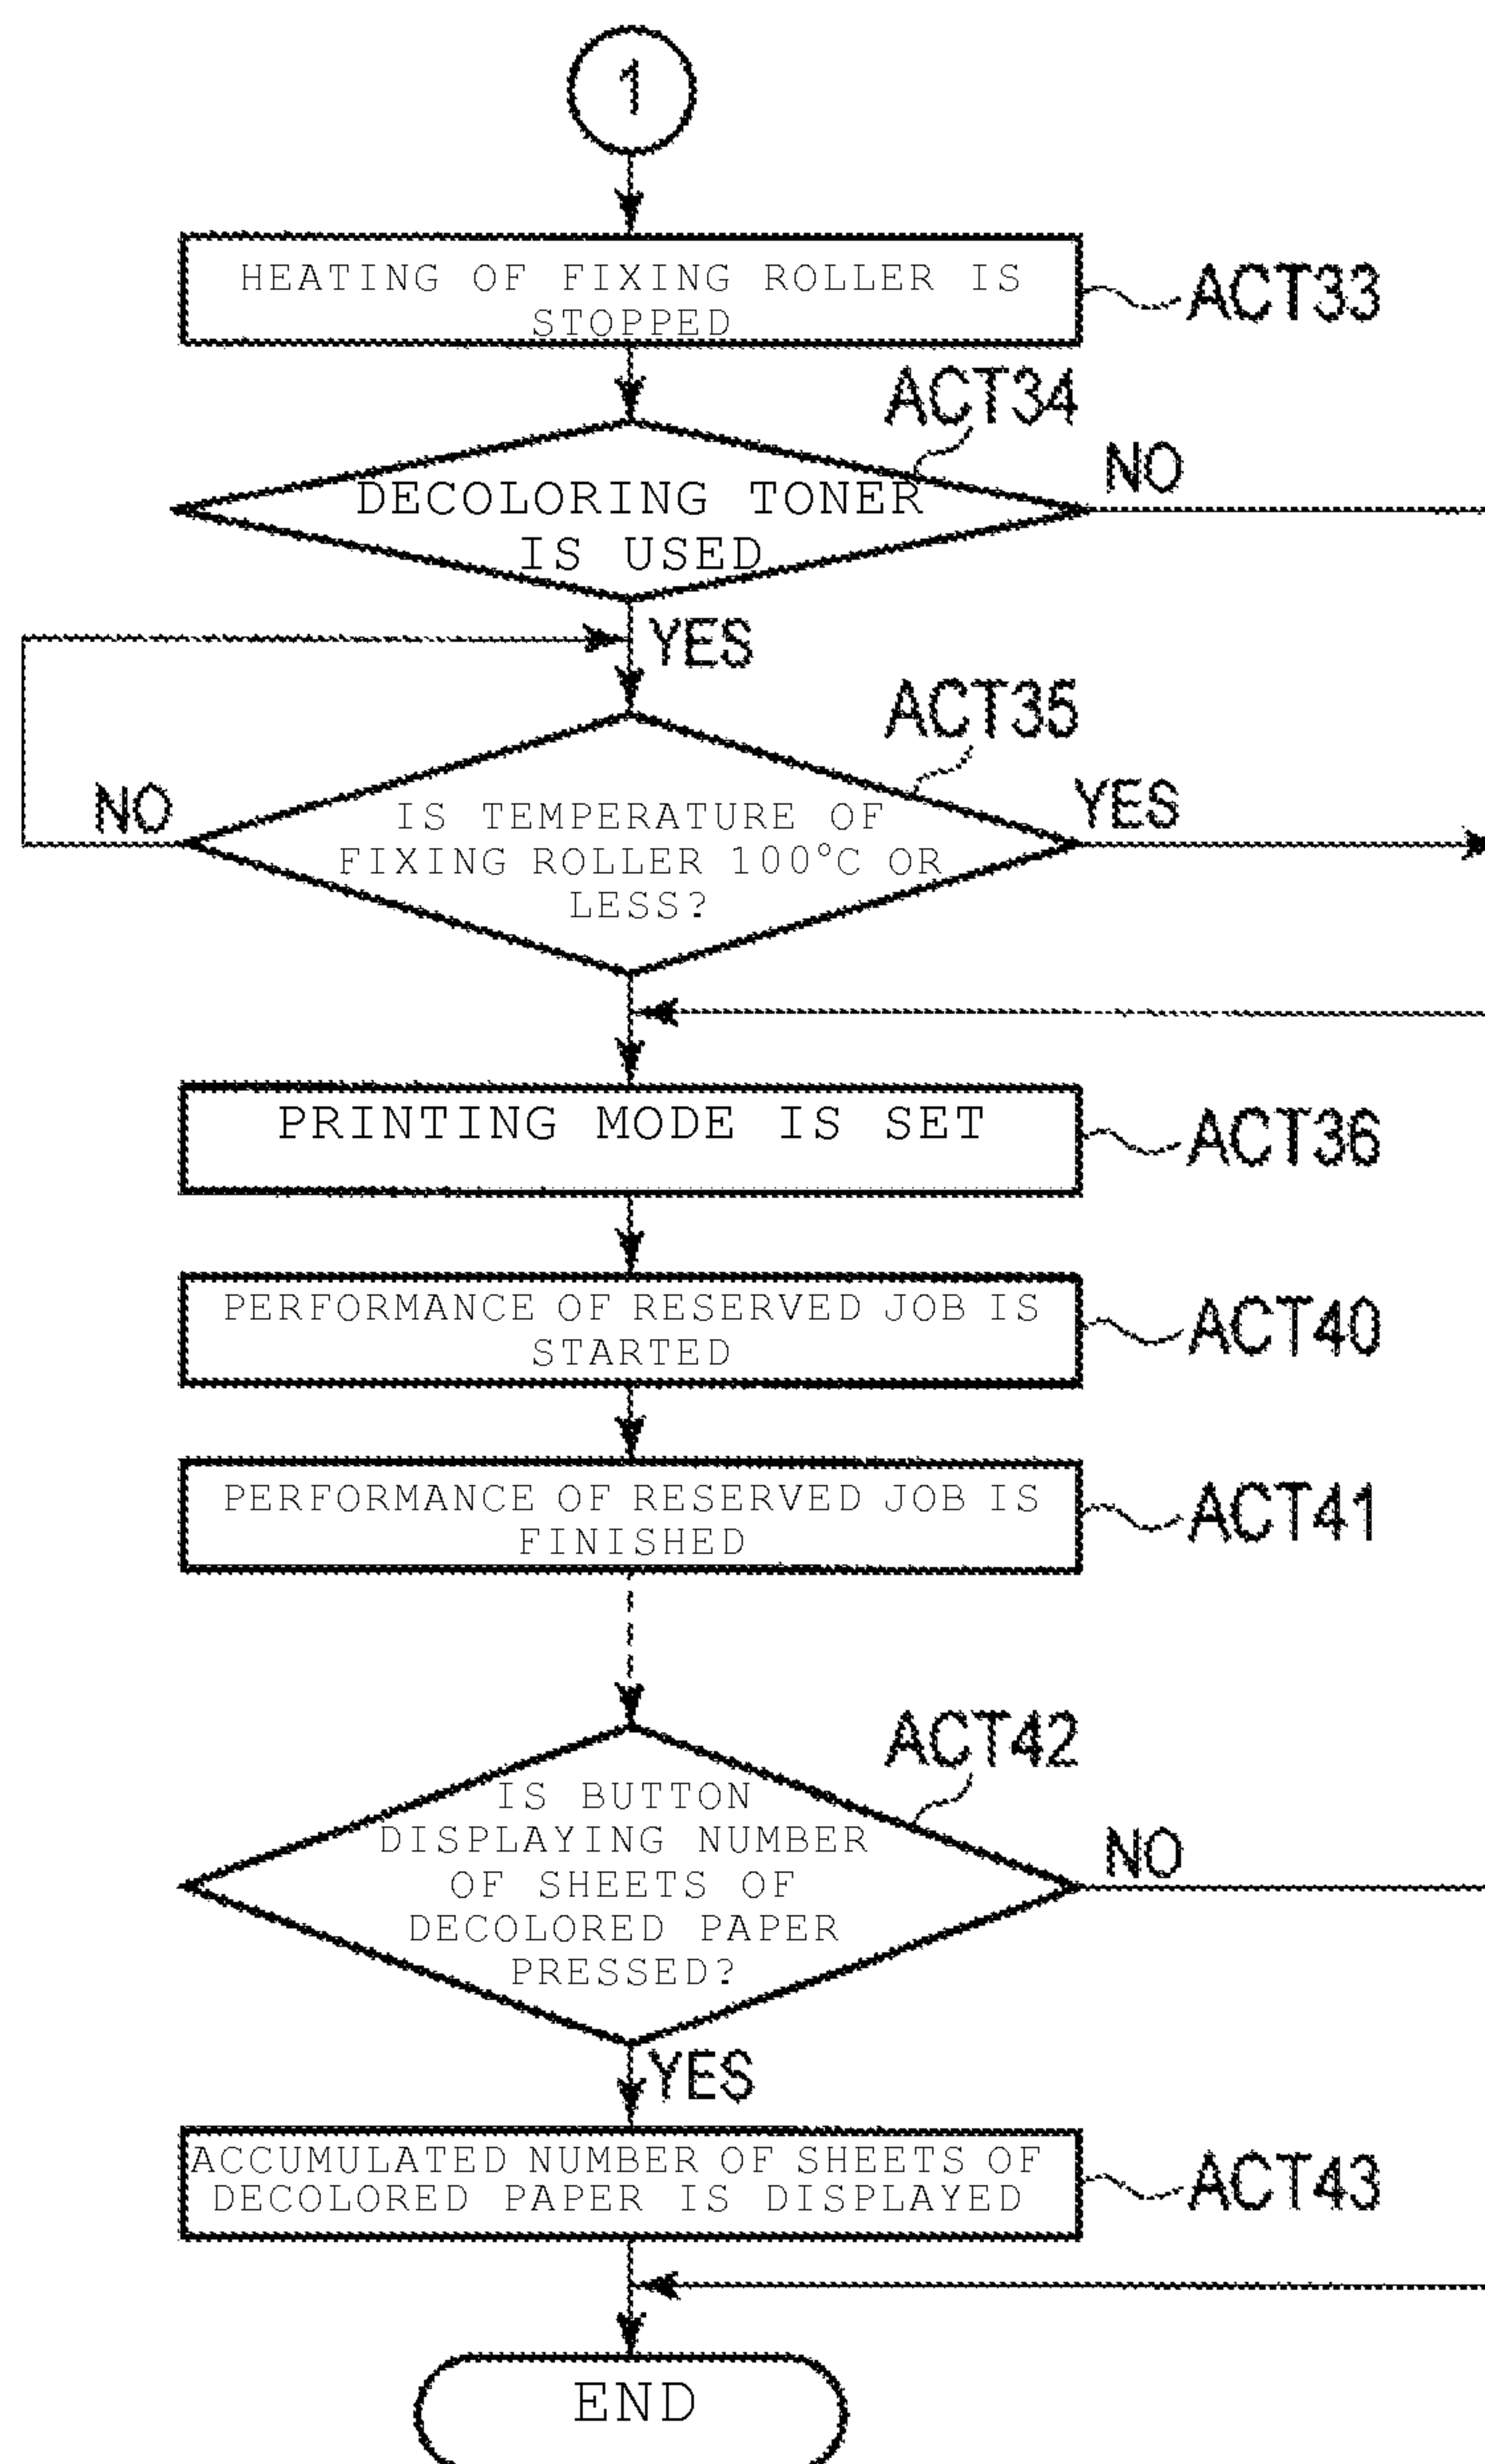 1
HEATING OF FIXING ROLLER IS
STOPPED
ACT33
ACT34
DECOLORING TONER
IS USED
NO
YES
ACT35
IS TEMPERATURE OF
FIXING ROLLER 100°C OR
LESS?
NO
YES
PRINTING MODE IS SET
ACT36
PERFORMANCE OF RESERVED JOB IS
STARTED
ACT40
PERFORMANCE OF RESERVED JOB IS
FINISHED
ACT41
ACT42
IS BUTTON
DISPLAYING NUMBER
OF SHEETS OF
DECOLORED PAPER
PRESSED?
NO
YES
ACCUMULATED NUMBER OF SHEETS OF
DECOLORED PAPER IS DISPLAYED
ACT43
END